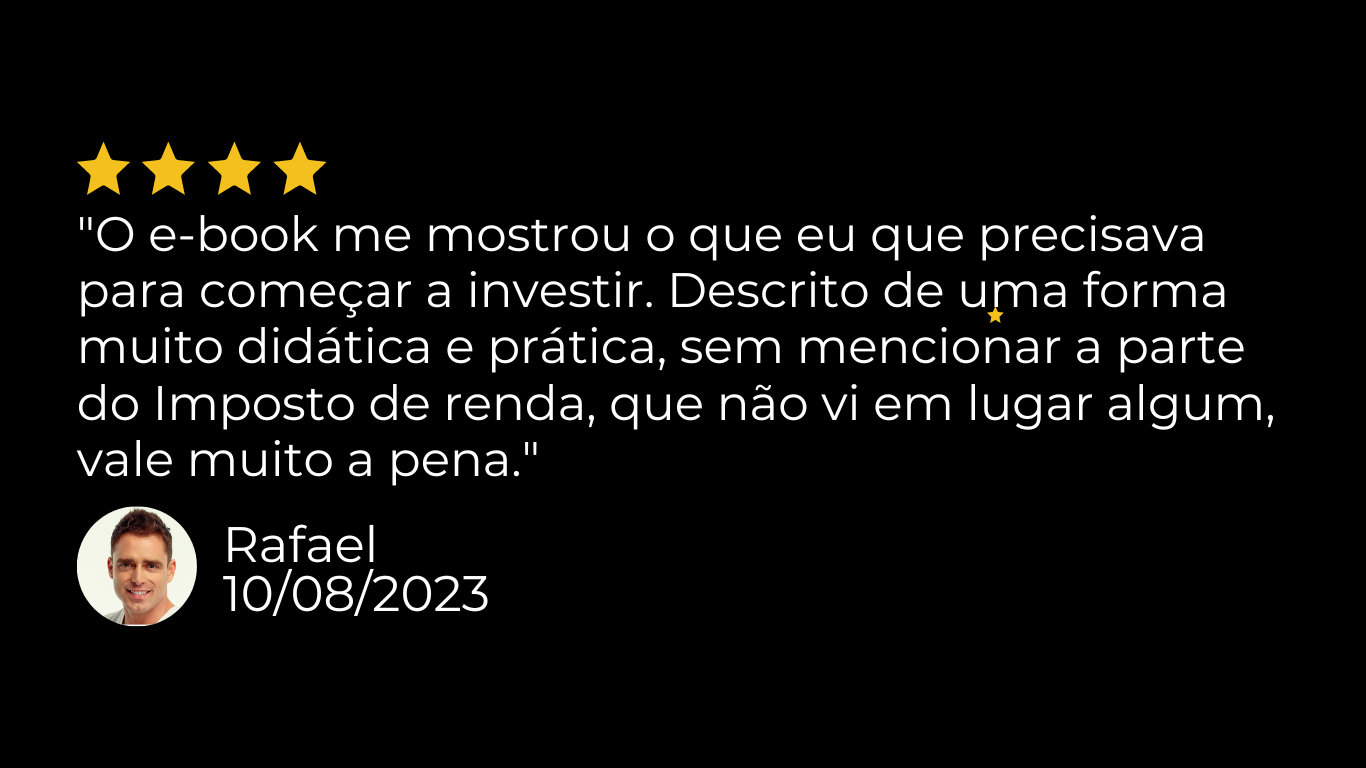 "O e-book me mostrou o que eu que precisava
para começar a investir. Descrito de uma forma
muito didática e prática, sem mencionar a parte
do Imposto de renda, que não vi em lugar algum,
vale muito a pena."
Rafael
10/08/2023